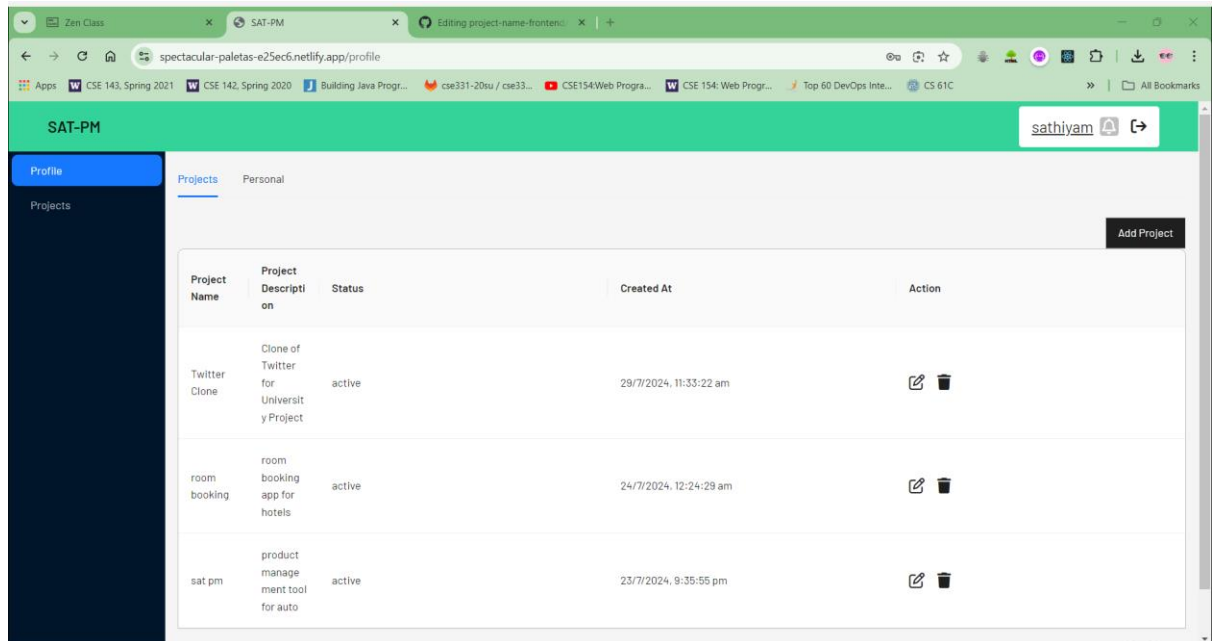 Zen Class
SAT-PM
Editing project-name-frontend/
spectacular-paletas-e25ec6.netlify.app/profile
Apps
CSE 143, Spring 2021
CSE 142, Spring 2020
Building Java Progr...
cse331-20su / cse33...
CSE154:Web Progra...
CSE 154: Web Progr...
Top 60 DevOps Inte...
CS 61C
All Bookmarks
SAT-PM
sathiyam
Profile
Projects
Projects
Personal
Add Project
Project
Name
Project
Descripti
on
Status
Created At
Action
Twitter
Clone
Clone of
Twitter
for
Universit
y Project
active
29/7/2024, 11:33:22 am
room
booking
room
booking
app for
hotels
active
24/7/2024, 12:24:29 am
sat pm
product
manage
ment tool
for auto
active
23/7/2024, 9:35:55 pm